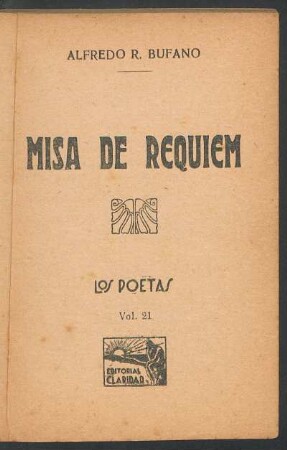 ALFREDO R. BUFANO
MISA DE REQUIEM
LOS POETAS
Vol. 21
EDITORIAL
CLARIDAD